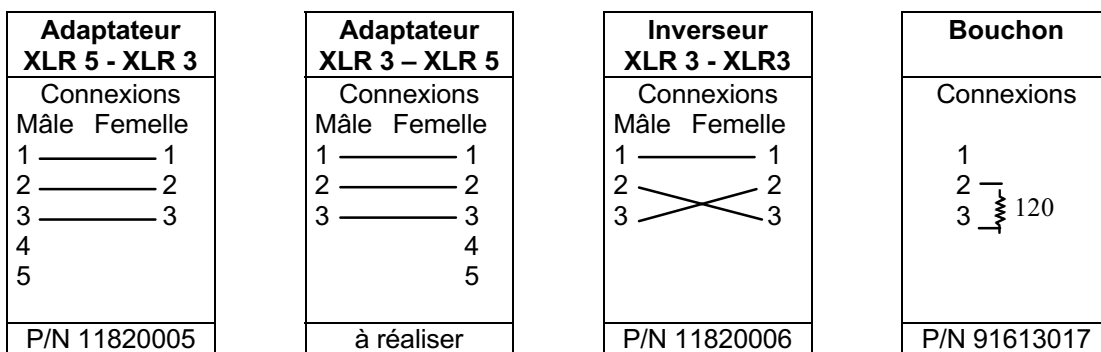 Adaptateur
XLR 5 - XLR 3
Connexions
Mâle Femelle
1 1
2 2
3 3
4
5
P/N 11820005
Adaptateur
XLR 3 – XLR 5
Connexions
Mâle Femelle
1 1
2 2
3 3
4
5
à réaliser
Inverseur
XLR 3 - XLR3
Connexions
Mâle Femelle
1 1
2 2
3 3
P/N 11820006
Bouchon
Connexions
1
2
3 120
P/N 91613017